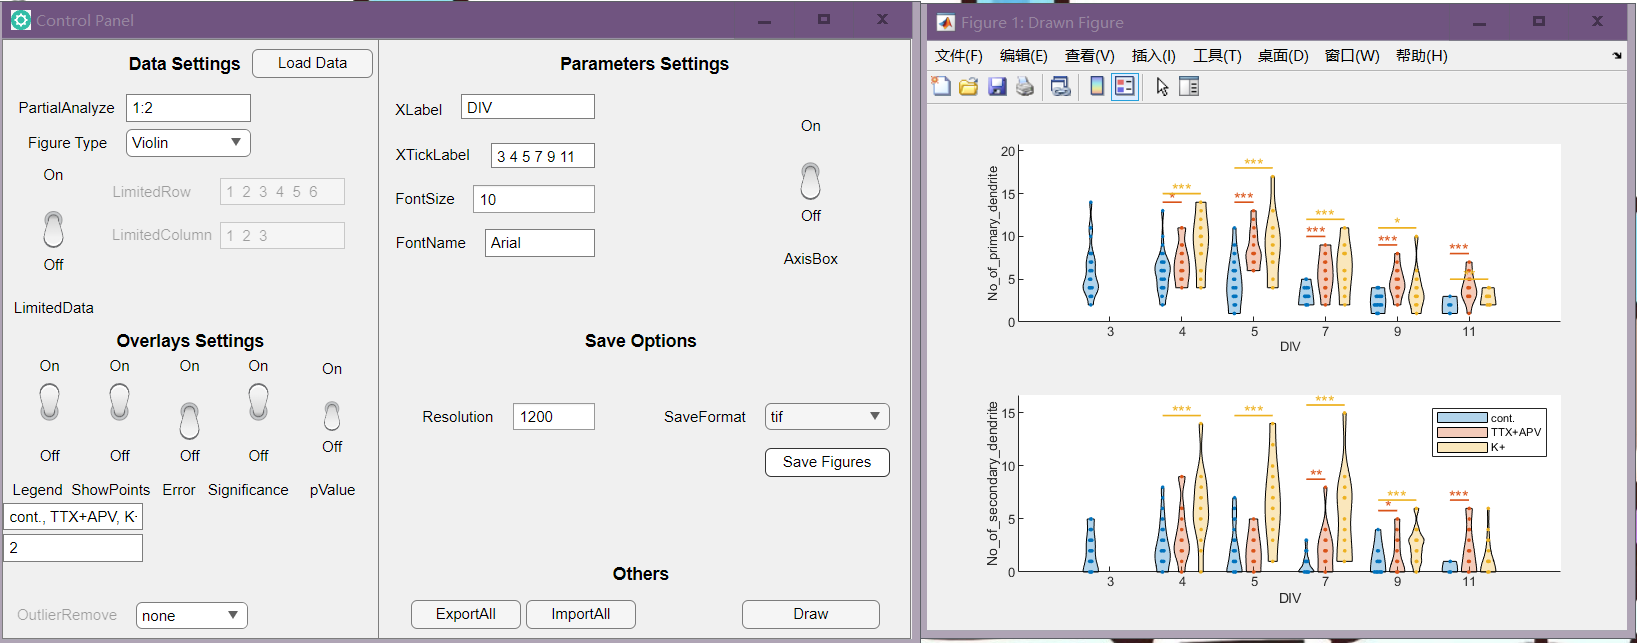 Control Panel
Data Settings
Load Data
PartialAnalyze
1:2
Figure Type
Violin
On
Off
LimitedData
LimitedRow
1 2 3 4 5 6
LimitedColumn
1 2 3
Overlays Settings
On On On On On
Off Off Off Off Off
Legend ShowPoints Error Significance pValue
cont., TTX+APV, K+
2
OutlierRemove
none
Parameters Settings
XLabel
DIV
XTickLabel
3 4 5 7 9 11
FontSize
10
FontName
Arial
On
Off
AxisBox
Save Options
Resolution
1200
SaveFormat
tif
Save Figures
Others
ExportAll
ImportAll
Draw
Figure 1: Drawn Figure
文件(F) 编辑(E) 查看(V) 插入(I) 工具(T) 桌面(D) 窗口(W) 帮助(H)
No_of_primary_dendrite
20
15
10
5
0
*** * *** *** *** *** *** * *** ***
3 4 5 7 9 11
DIV
No_of_secondary_dendrite
15
10
5
0
*** *** *** ** *** * ***
cont.
TTX+APV
K+
3 4 5 7 9 11
DIV